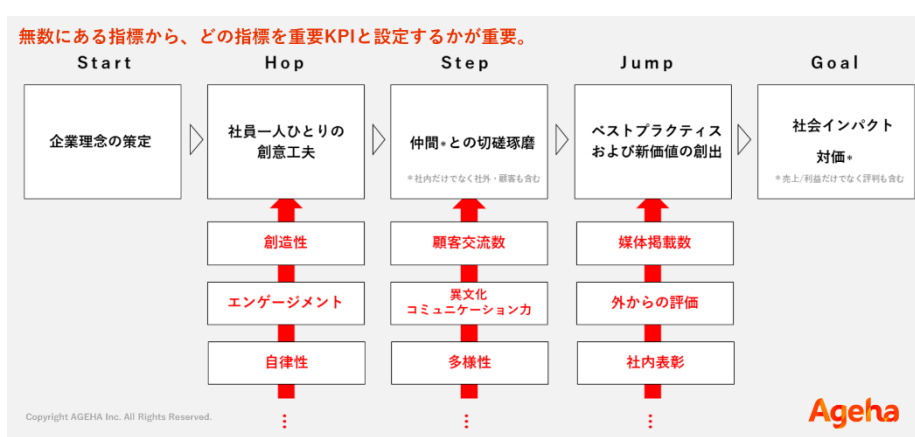 無数にある指標から、どの指標を重要KPIと設定するかが重要。
Start
Hop
Step
Jump
Goal
企業理念の策定
社員一人ひとりの
創意工夫
仲間*との切磋琢磨
*社内だけでなく社外・顧客も含む
ベストプラクティス
および新価値の創出
社会インパクト
対価*
*売上/利益だけでなく評判も含む
創造性
顧客交流数
媒体掲載数
エンゲージメント
異文化
コミュニケーション力
外からの評価
自律性
多様性
社内表彰
⋮
⋮
⋮
Copyright AGEHA Inc. All Rights Reserved.
Ageha